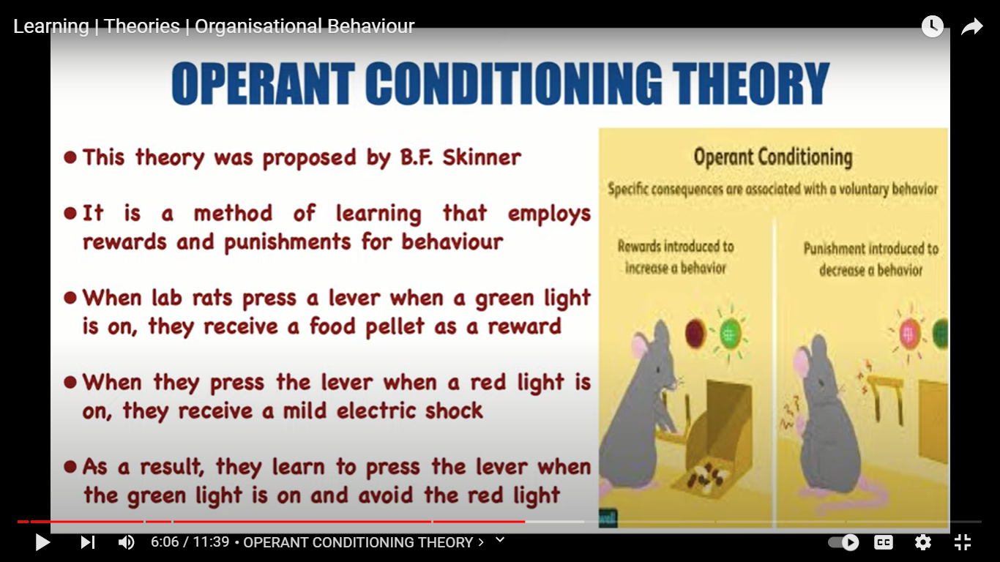 Learning | Theories | Organisational Behaviour
OPERANT CONDITIONING THEORY
● This theory was proposed by B.F. Skinner
● It is a method of learning that employs
rewards and punishments for behaviour
● When lab rats press a lever when a green light
is on, they receive a food pellet as a reward
● When they press the lever when a red light is
on, they receive a mild electric shock
● As a result, they learn to press the lever when
the green light is on and avoid the red light
Operant Conditioning
Specific consequences are associated with a voluntary behavior
Rewards introduced to
increase a behavior
Punishment introduced to
decrease a behavior
well
6:06 / 11:39 • OPERANT CONDITIONING THEORY >
CC